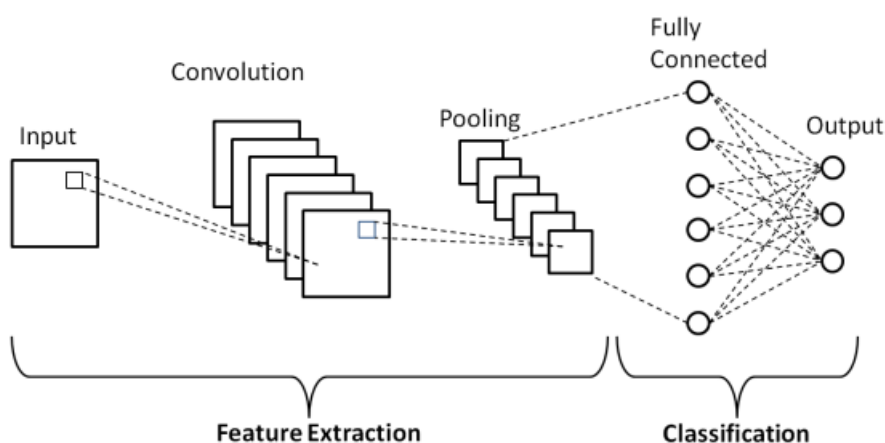 Fully
Connected
Convolution
Pooling
Input
Output
Feature Extraction
Classification